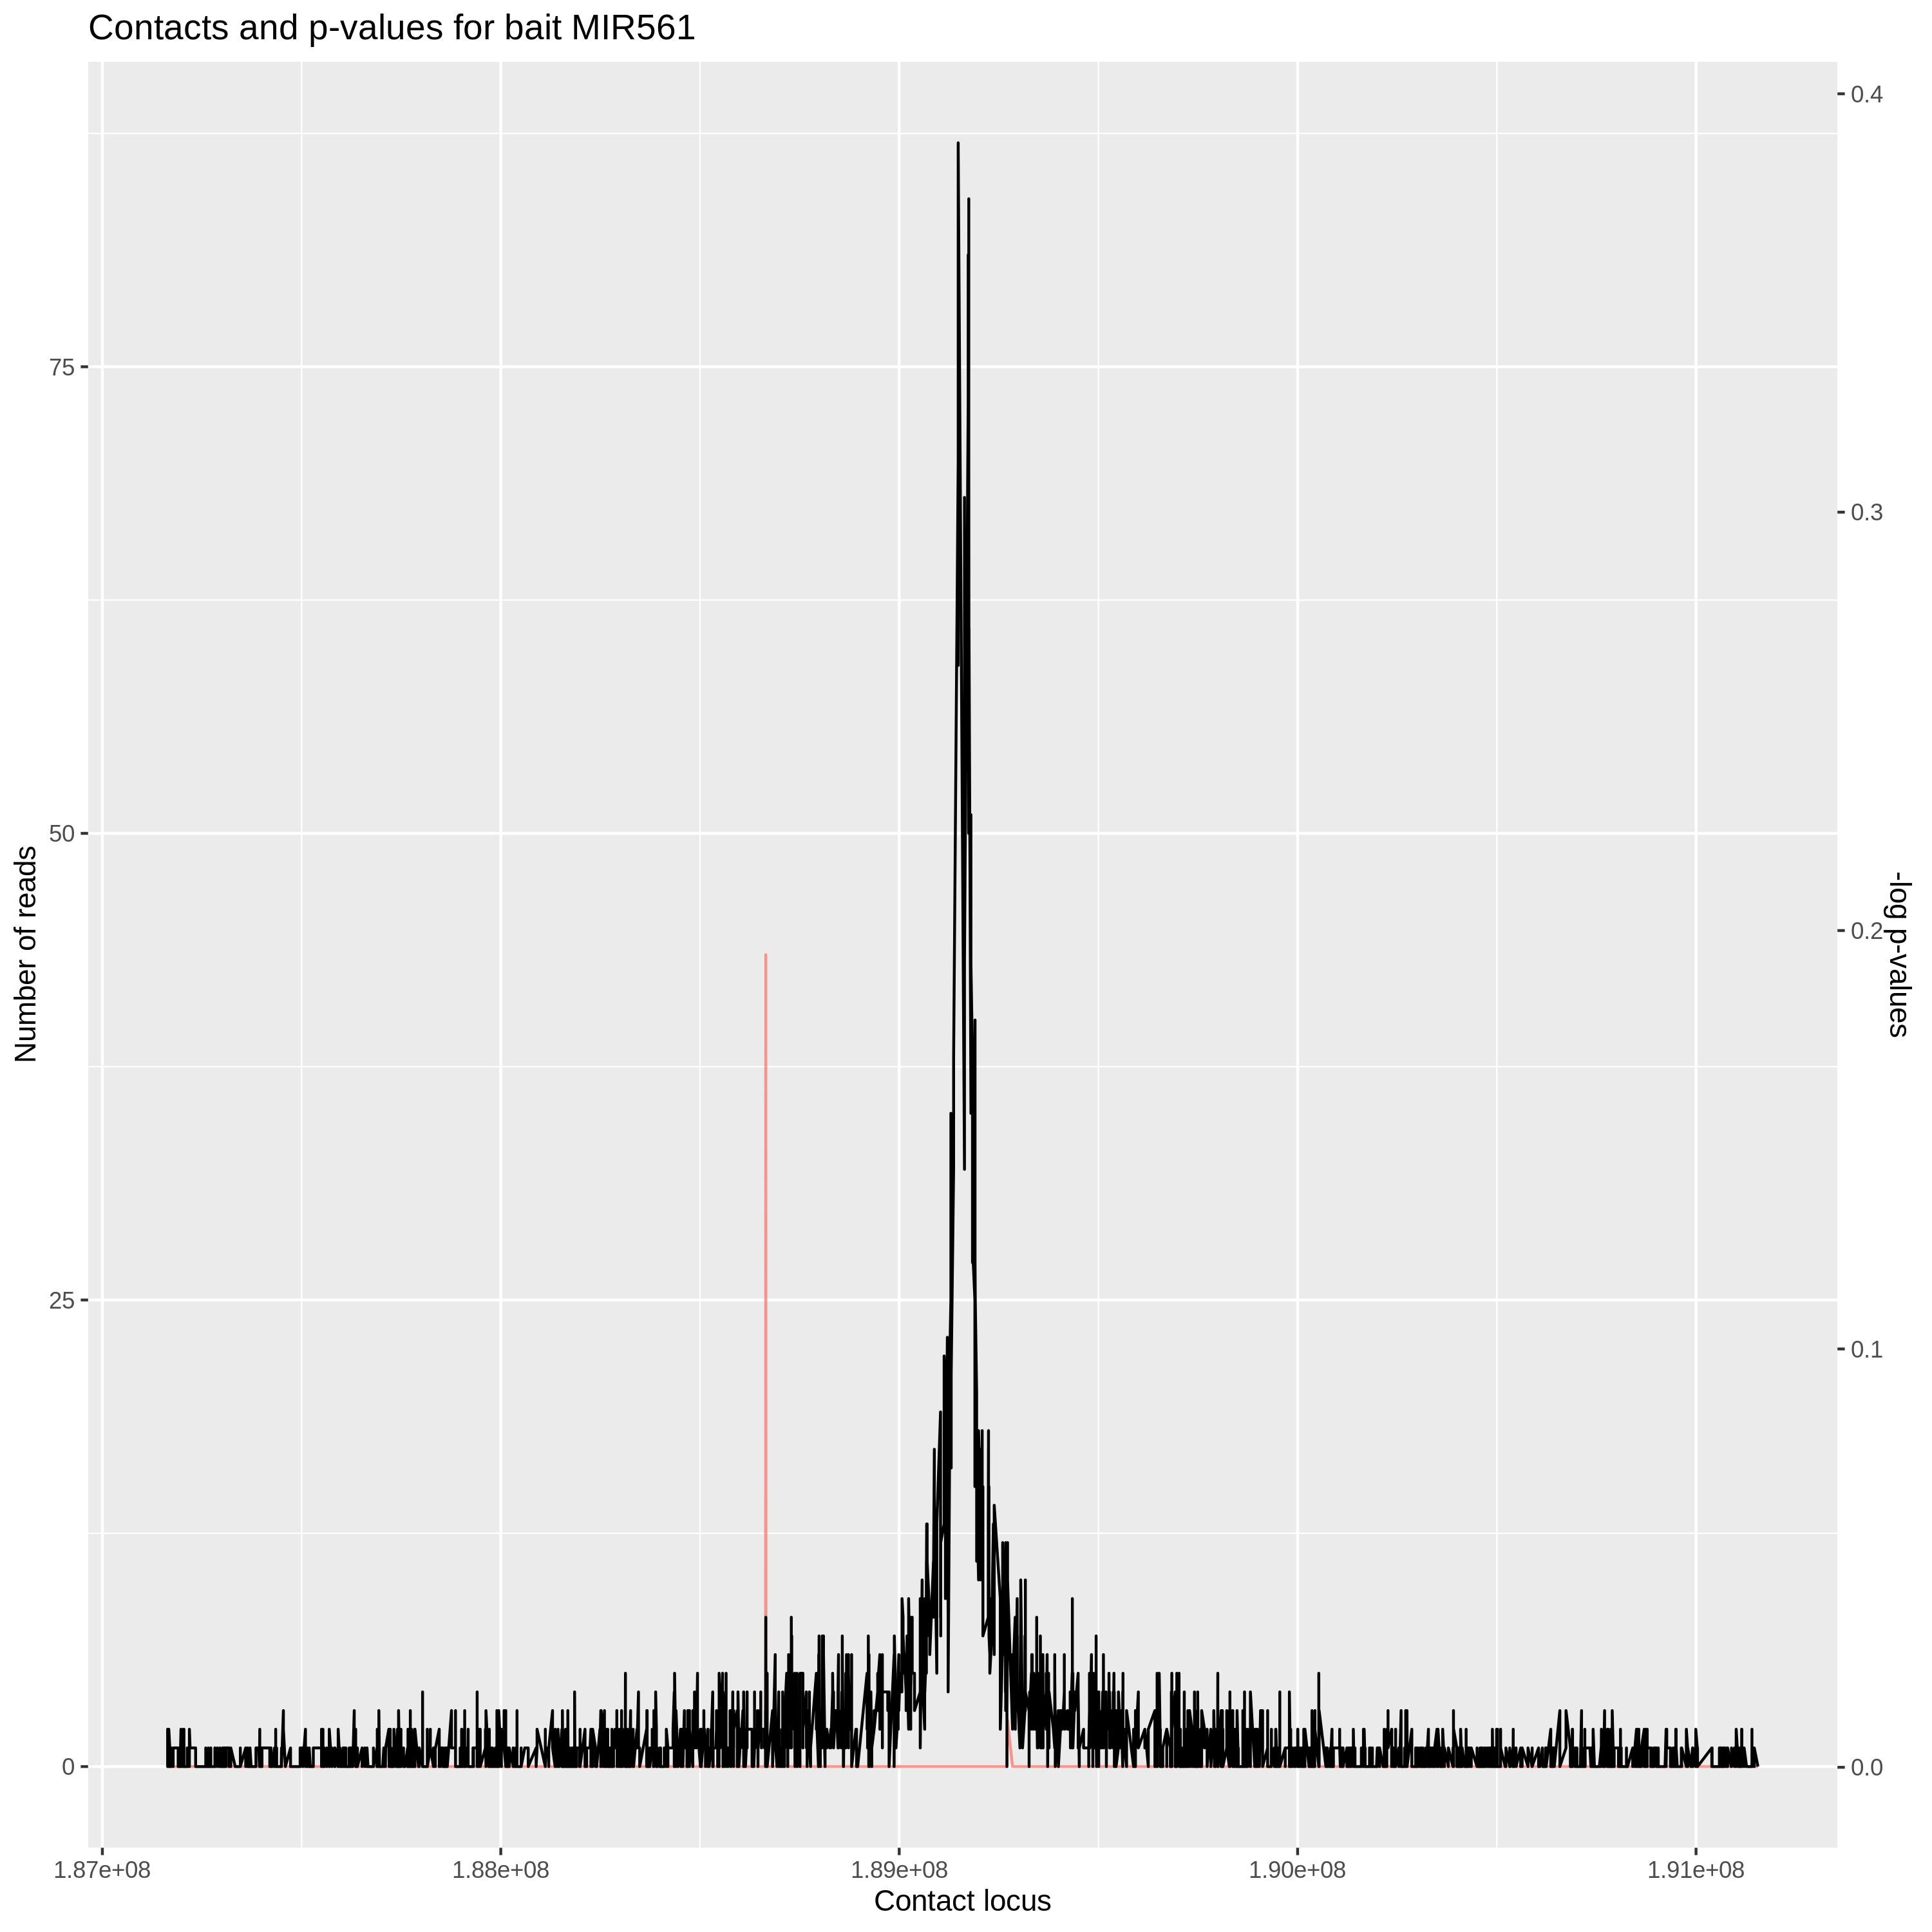 Contacts and p-values for bait MIR561
75
50
25
0
Number of reads
0.4
0.3
0.2
0.1
0.0
-log p-values
1.87e+08
1.88e+08
1.89e+08
1.90e+08
1.91e+08
Contact locus